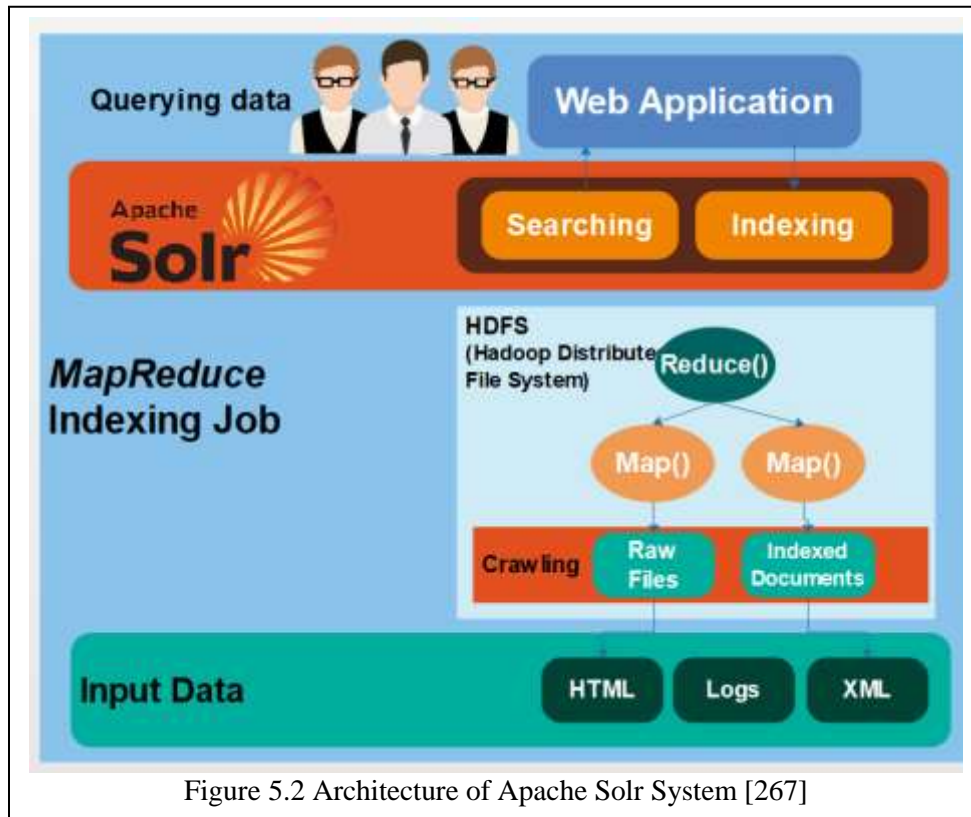 Querying data
Web Application
Apache
Solr
Searching
Indexing
HDFS
(Hadoop Distribute
File System)
Reduce()
MapReduce
Indexing Job
Map()
Map()
Crawling
Raw
Files
Indexed
Documents
Input Data
HTML
Logs
XML
Figure 5.2 Architecture of Apache Solr System [267]